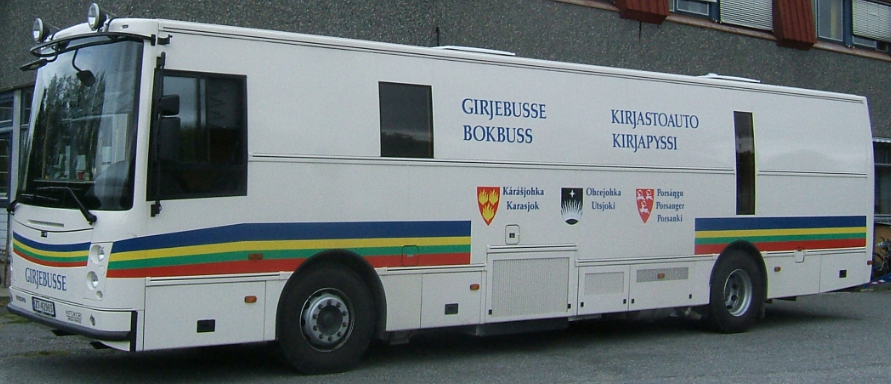 GIRJEBUSSE
BOKBUSS
KIRJASTOAUTO
KIRJAPYSSI
Kárášjohka
Karasjok
Ohcejohka
Utsjoki
Porsáŋgu
Porsanger
Porsanki
GIRJEBUSSE